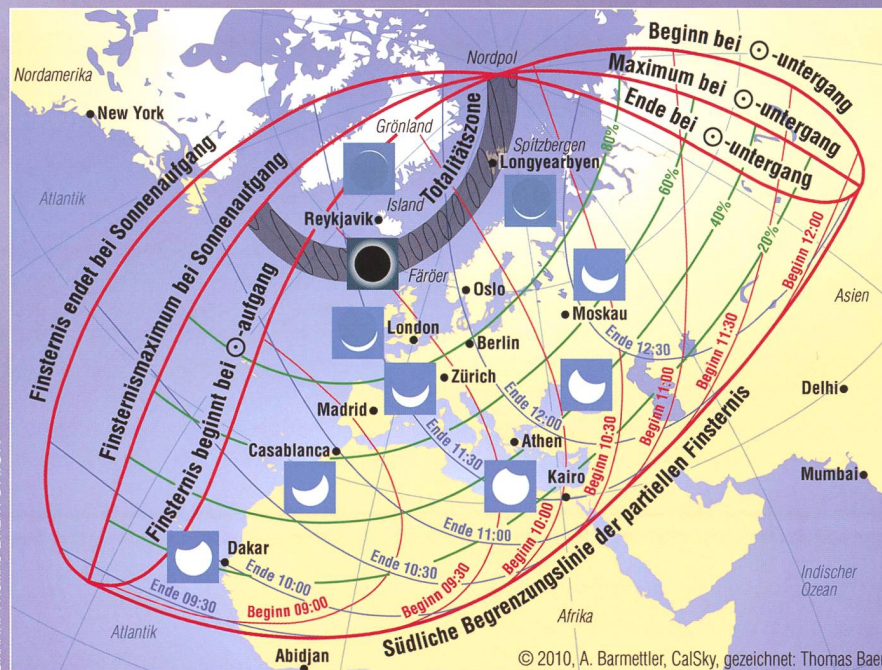 Nordamerika
New York
Nordpol
Beginn bei ☉-untergang
Maximum bei ☉-untergang
Ende bei ☉-untergang
Grönland
Totalitätszone
Spitzbergen
Longyearbyen
80%
60%
40%
20%
Atlantik
Island
Reykjavik
Färöer
Finsternis endet bei Sonnenaufgang
Finsternismaximum bei Sonnenaufgang
Finsternis beginnt bei ☉-aufgang
Oslo
Moskau
London
Berlin
Zürich
Madrid
Casablanca
Athen
Kairo
Asien
Delhi
Mumbai
Beginn 12:00
Beginn 11:30
Beginn 11:00
Beginn 10:30
Beginn 10:00
Beginn 09:30
Beginn 09:00
Ende 12:30
Ende 12:00
Ende 11:30
Ende 11:00
Ende 10:30
Ende 10:00
Ende 09:30
Dakar
Südliche Begrenzungslinie der partiellen Finsternis
Atlantik
Abidjan
Afrika
Indischer
Ozean
© 2010, A. Barmettler, CalSky, gezeichnet: Thomas Baer